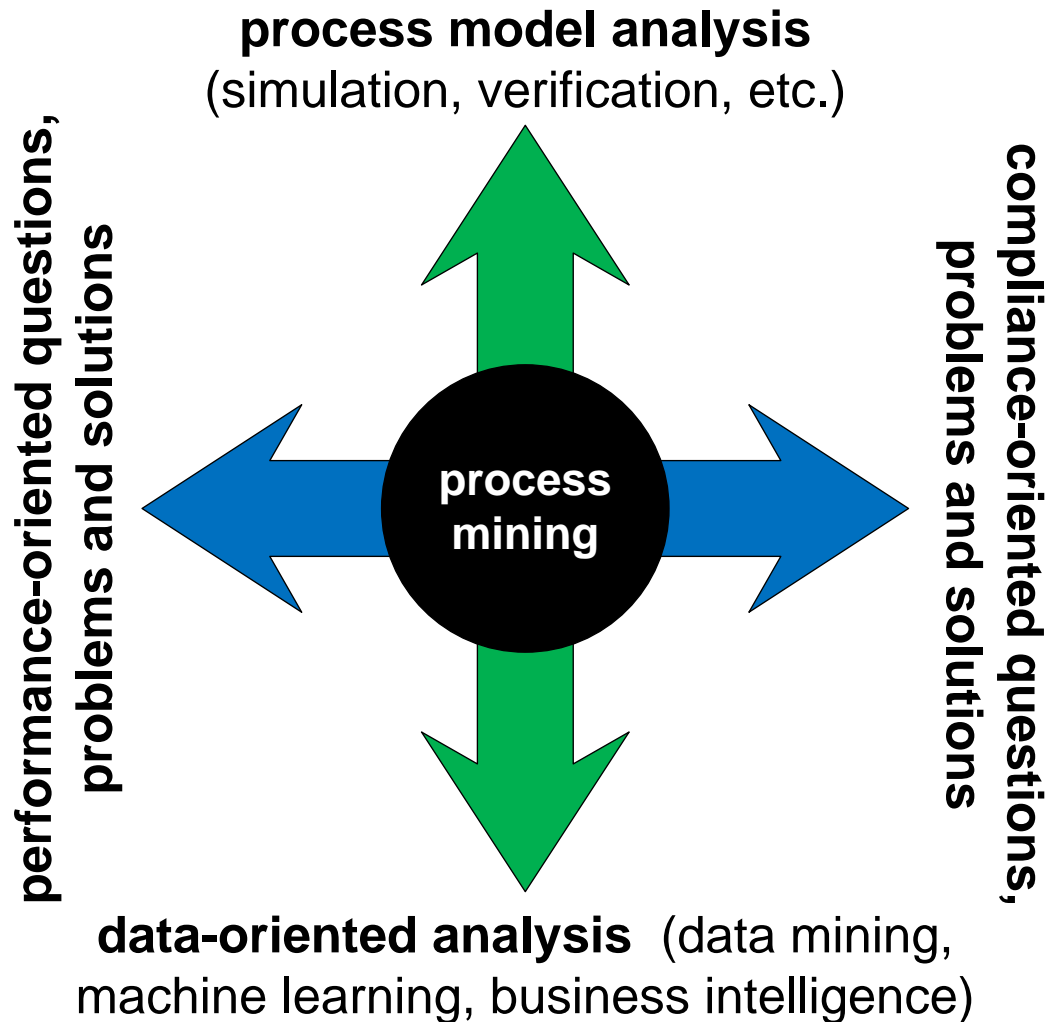 process model analysis
(simulation, verification, etc.)
performance-oriented questions,
problems and solutions
process
mining
compliance-oriented questions,
problems and solutions
data-oriented analysis (data mining,
machine learning, business intelligence)